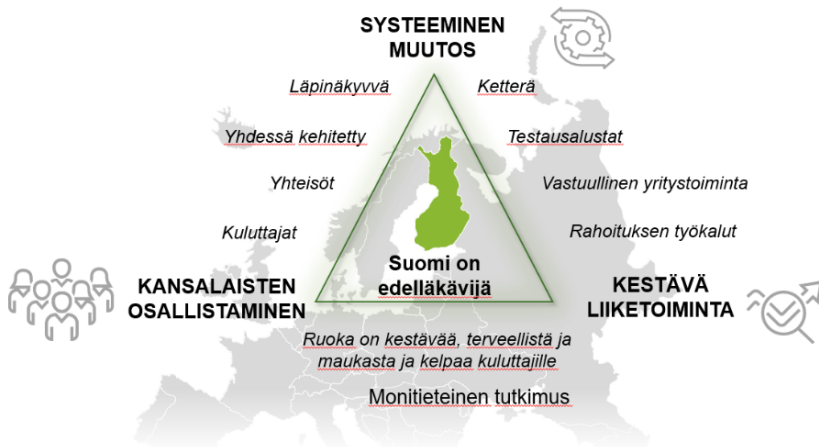 SYSTEEMINEN
MUUTOS
Läpinäkyvvä
Ketterä
Yhdessä kehitetty
Testausalustat
Yhteisöt
Vastuullinen yritystoiminta
Kuluttajat
Rahoituksen työkalut
Suomi on
edelläkävijä
KANSALAISTEN
OSALLISTAMINEN
KESTÄVÄ
LIIKETOIMINTA
Ruoka on kestävää, terveellistä ja
maukasta ja kelpaa kuluttajille
Monitieteinen tutkimus